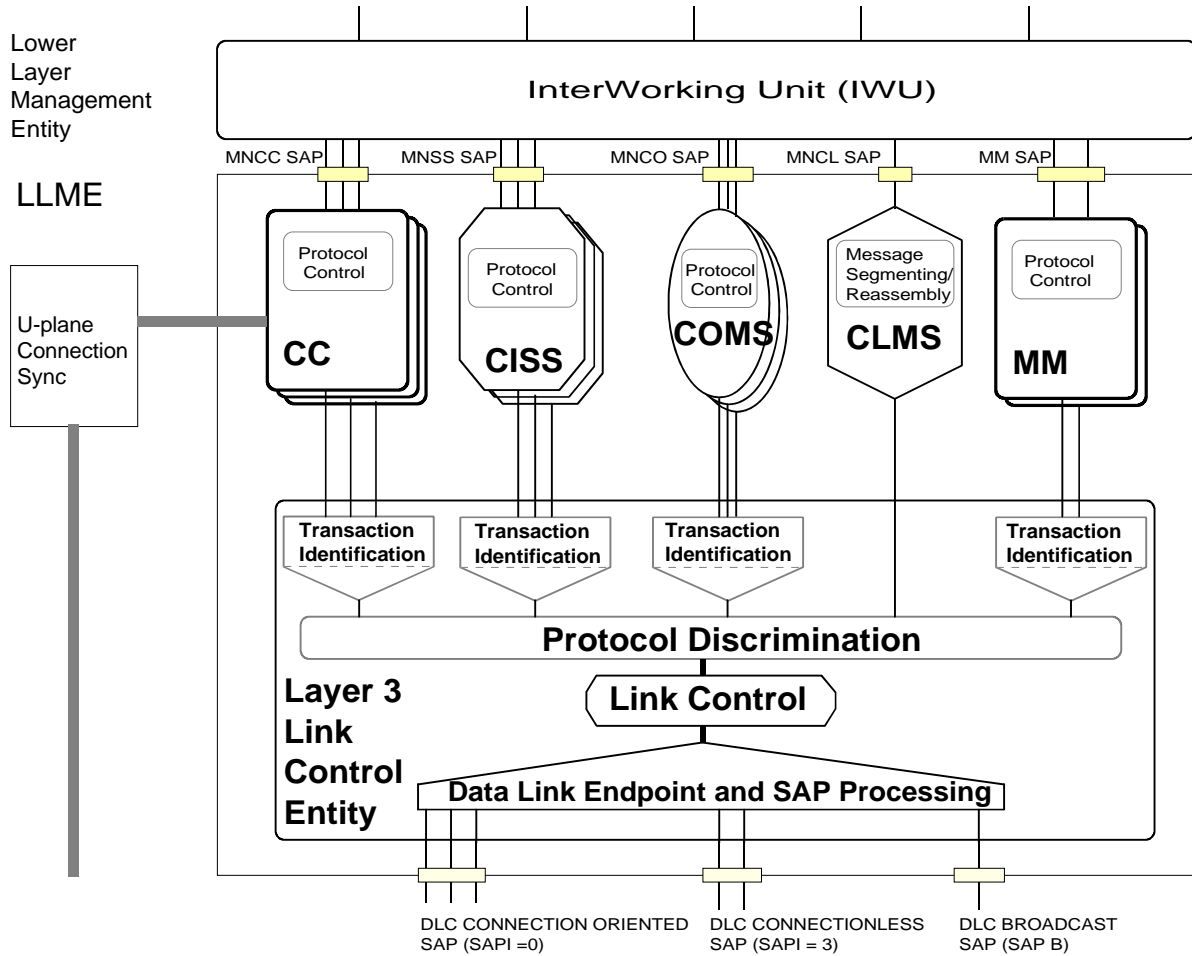 Lower
Layer
Management
Entity
LLME
InterWorking Unit (IWU)
MNCC SAP
MNSS SAP
MNCO SAP
MNCL SAP
MM SAP
U-plane
Connection
Sync
Protocol
Control
CC
Protocol
Control
CISS
Protocol
Control
COMS
Message
Segmenting/
Reassembly
CLMS
Protocol
Control
MM
Transaction
Identification
Transaction
Identification
Transaction
Identification
Transaction
Identification
Protocol Discrimination
Link Control
Layer 3
Link
Control
Entity
Data Link Endpoint and SAP Processing
DLC CONNECTION ORIENTED
SAP (SAPI =0)
DLC CONNECTIONLESS
SAP (SAPI = 3)
DLC BROADCAST
SAP (SAP B)